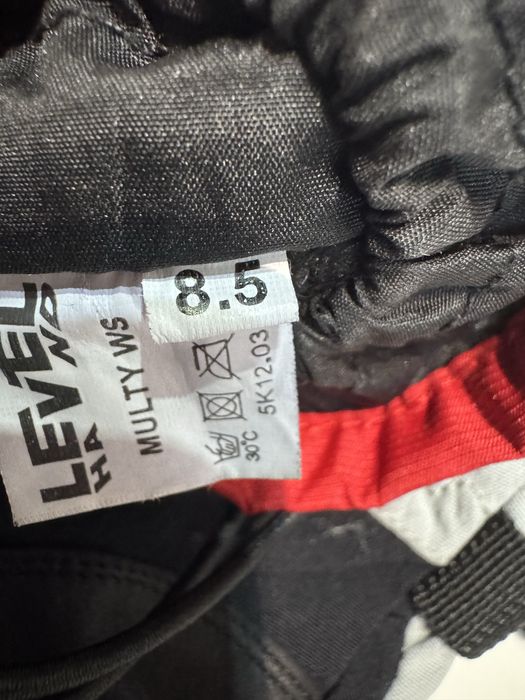 8.5
LEVEL
HAND
MULTY WS
30°C
5K12.03